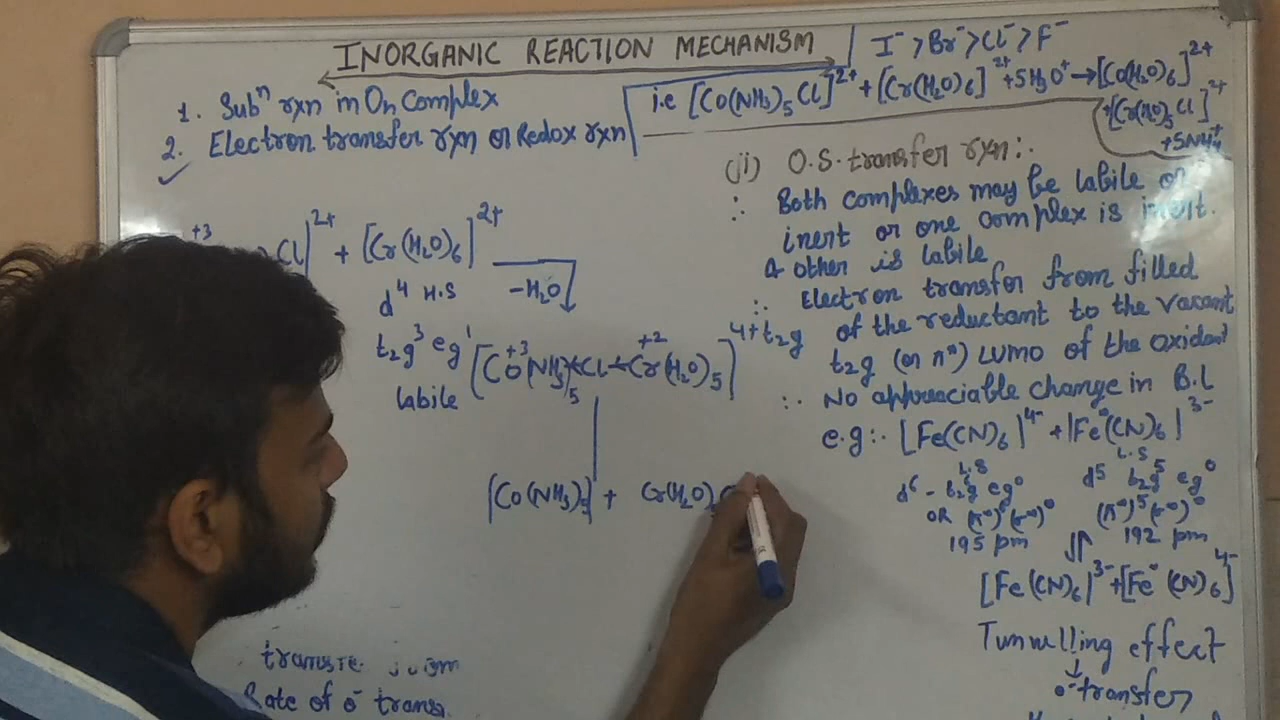 INORGANIC REACTION MECHANISM
1. Subⁿ rxn in Oh Complex
2. Electron transfer rxn or Redox rxn
I⁻ > Br⁻ > Cl⁻ > F⁻
i.e [Co(NH₃)₅Cl]²⁺ + [Cr(H₂O)₆]²⁺ + 5H₃O⁺ → [Co(H₂O)₆]²⁺
+ [Cr(H₂O)₅Cl]²⁺
+ 5NH₄⁺
+3
Cl]²⁺ + [Cr(H₂O)₆]²⁺
d⁴ H.S
-H₂O
t₂g³ eg¹
labile
[Co⁺³(NH₃)₅Cl Cr⁺²(H₂O)₅]⁴⁺
[Co(NH₃)₅] + Cr(H₂O)₅
Rate of e⁻ trans
(ii) O.S. transfer rxn:.
∴ Both complexes may be labile or
inert or one complex is inert.
& other is labile
∴ Electron transfer from filled
t₂g of the reductant to the vacant
t₂g (or π*) LUMO of the oxidant
∴ No appreaciable change in B.L
e.g:. [Fe(CN)₆]⁴⁻ + [Fe*(CN)₆]³⁻
L.S L.S
d⁶ - t₂g⁶ eg⁰ d⁵ t₂g⁵ eg⁰
OR (π*)⁶(σ*)⁰ (π*)⁵(σ*)⁰
195 pm 192 pm
[Fe(CN)₆]³⁻ + [Fe*(CN)₆]⁴⁻
Tunnelling effect
↓
e⁻ transfer